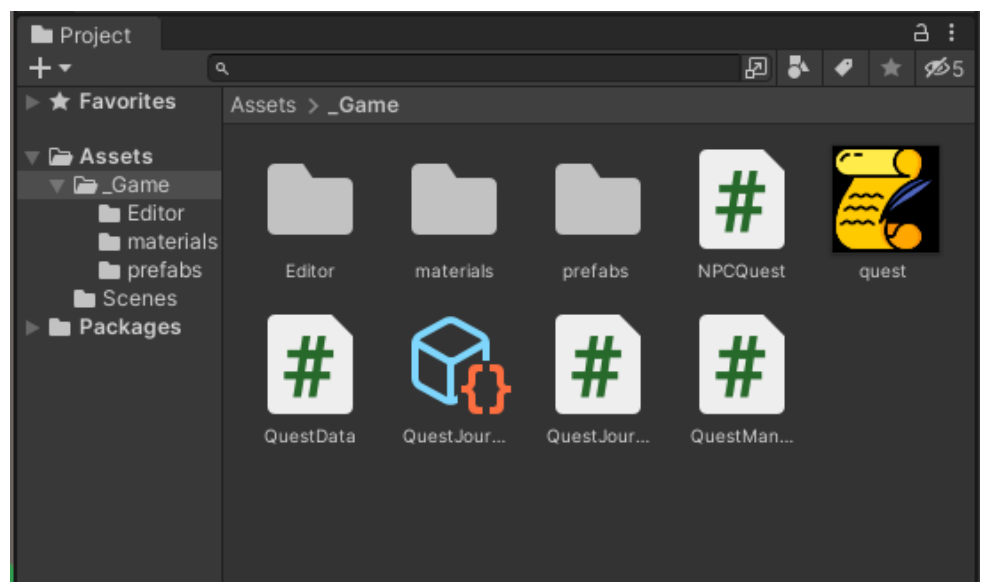 Project
5
Favorites
Assets > _Game
Assets
_Game
Editor
materials
prefabs
Scenes
Packages
Editor materials prefabs NPCQuest quest
QuestData QuestJour... QuestJour... QuestMan...